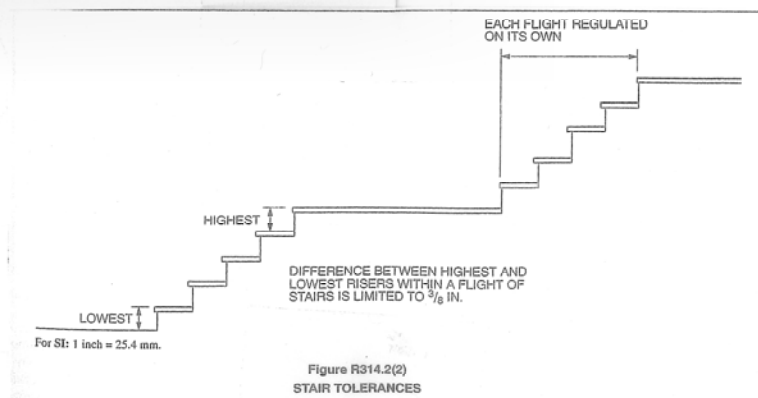 EACH FLIGHT REGULATED
ON ITS OWN
HIGHEST
DIFFERENCE BETWEEN HIGHEST AND
LOWEST RISERS WITHIN A FLIGHT OF
STAIRS IS LIMITED TO 3/8 IN.
LOWEST
For SI: 1 inch = 25.4 mm.
Figure R314.2(2)
STAIR TOLERANCES